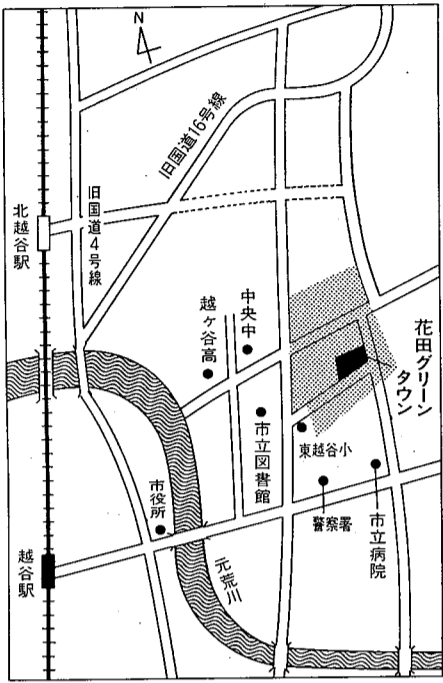 N
旧国道16号線
旧国道4号線
北越谷駅
越ヶ谷高
中央中
花田グリーン
タウン
市立図書館
東越谷小
市役所
警察署
市立病院
元荒川
越谷駅